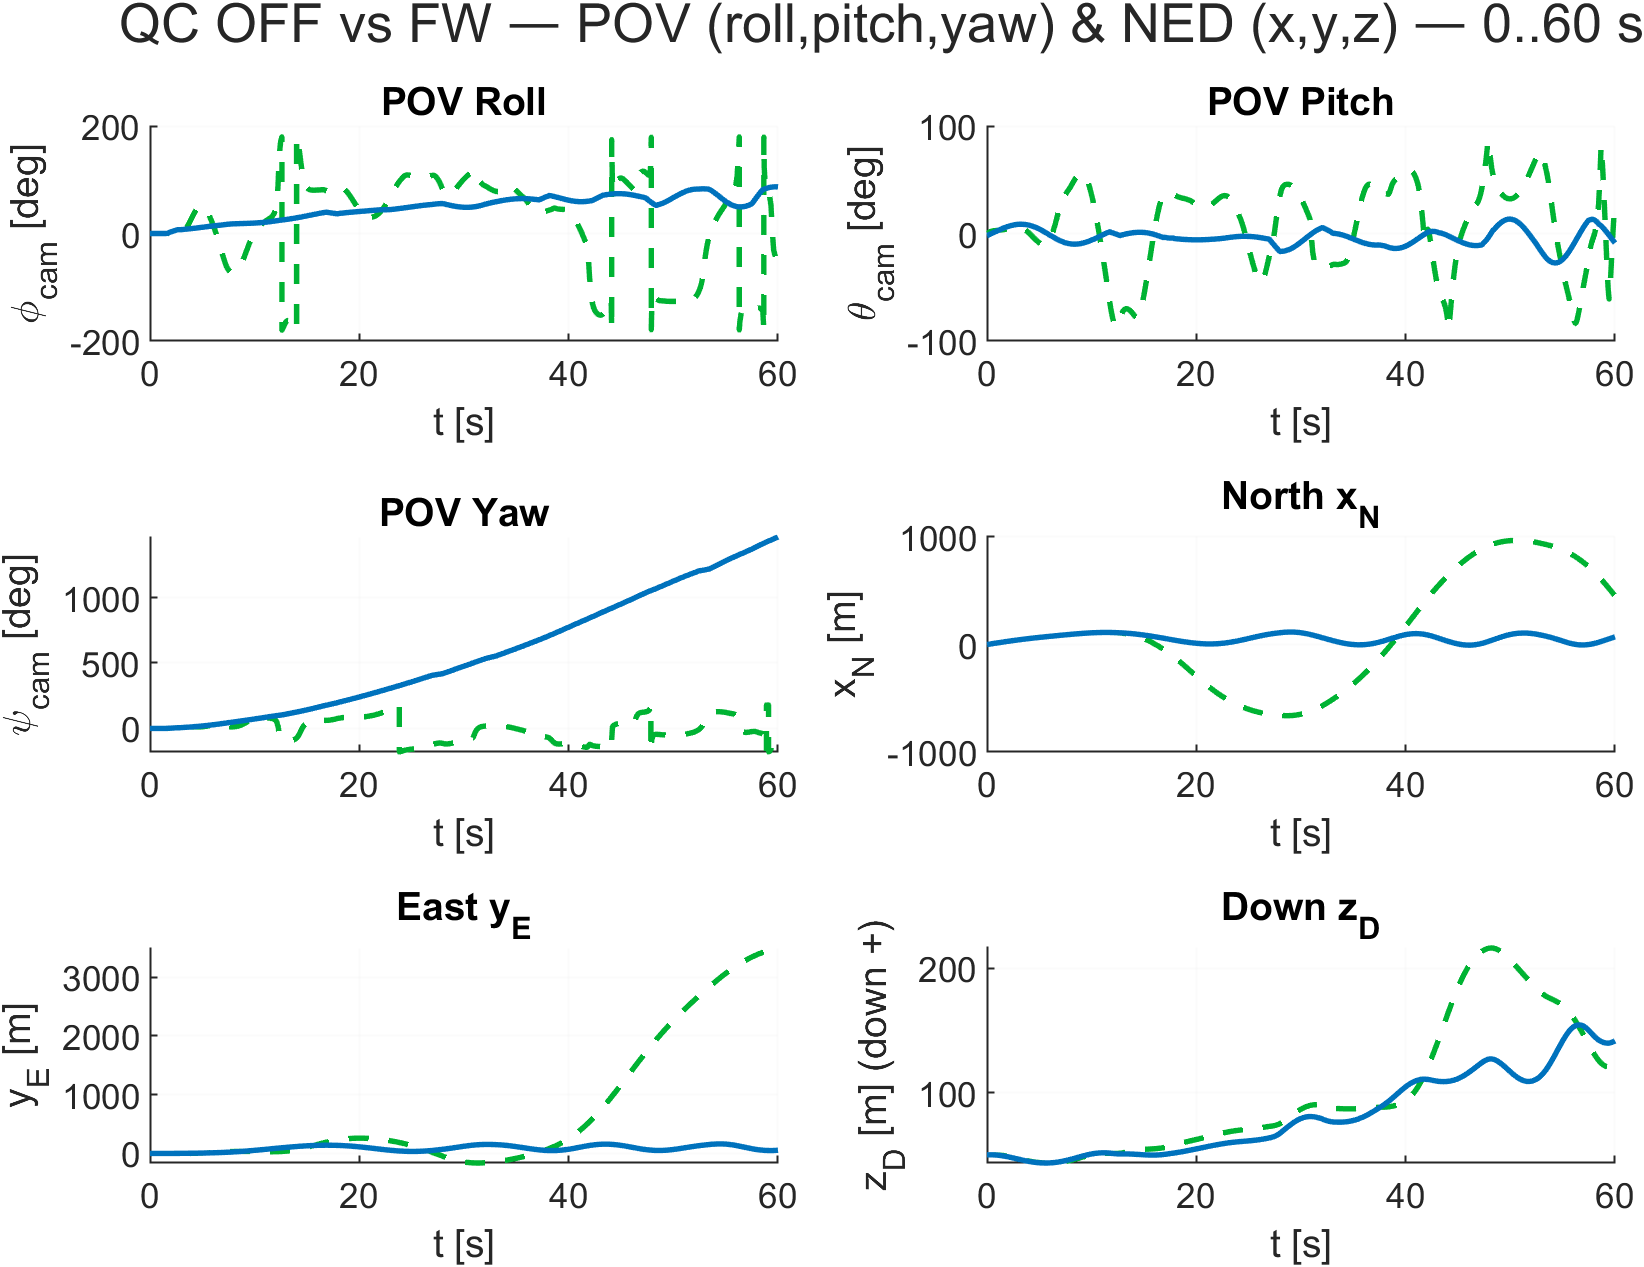 QC OFF vs FW — POV (roll,pitch,yaw) & NED (x,y,z) — 0..60 s
POV Roll
200
0
-200
ϕcam [deg]
0 20 40 60
t [s]
POV Pitch
100
0
-100
θcam [deg]
0 20 40 60
t [s]
POV Yaw
1000
500
0
ψcam [deg]
0 20 40 60
t [s]
North xN
1000
0
-1000
xN [m]
0 20 40 60
t [s]
East yE
3000
2000
1000
0
yE [m]
0 20 40 60
t [s]
Down zD
200
100
zD [m] (down +)
0 20 40 60
t [s]